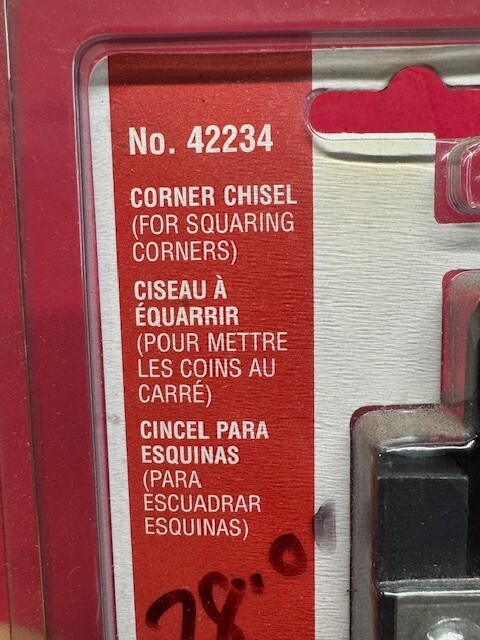 No. 42234
CORNER CHISEL
(FOR SQUARING
CORNERS)
CISEAU À
ÉQUARRIR
(POUR METTRE
LES COINS AU
CARRÉ)
CINCEL PARA
ESQUINAS
(PARA
ESCUADRAR
ESQUINAS)